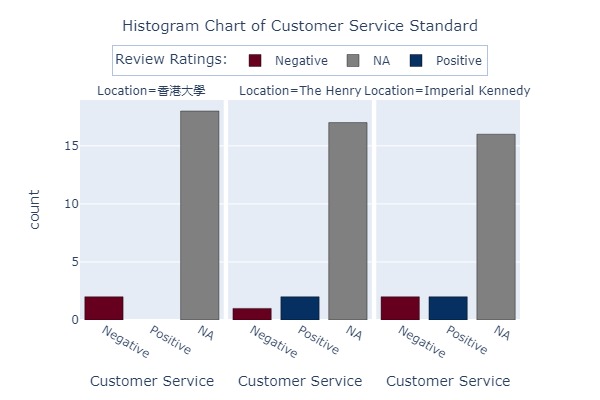 Histogram Chart of Customer Service Standard
Review Ratings: Negative NA Positive
Location=香港大學 Location=The Henry Location=Imperial Kennedy
15
10
5
0
count
Negative Positive NA Negative Positive NA Negative Positive NA
Customer Service Customer Service Customer Service